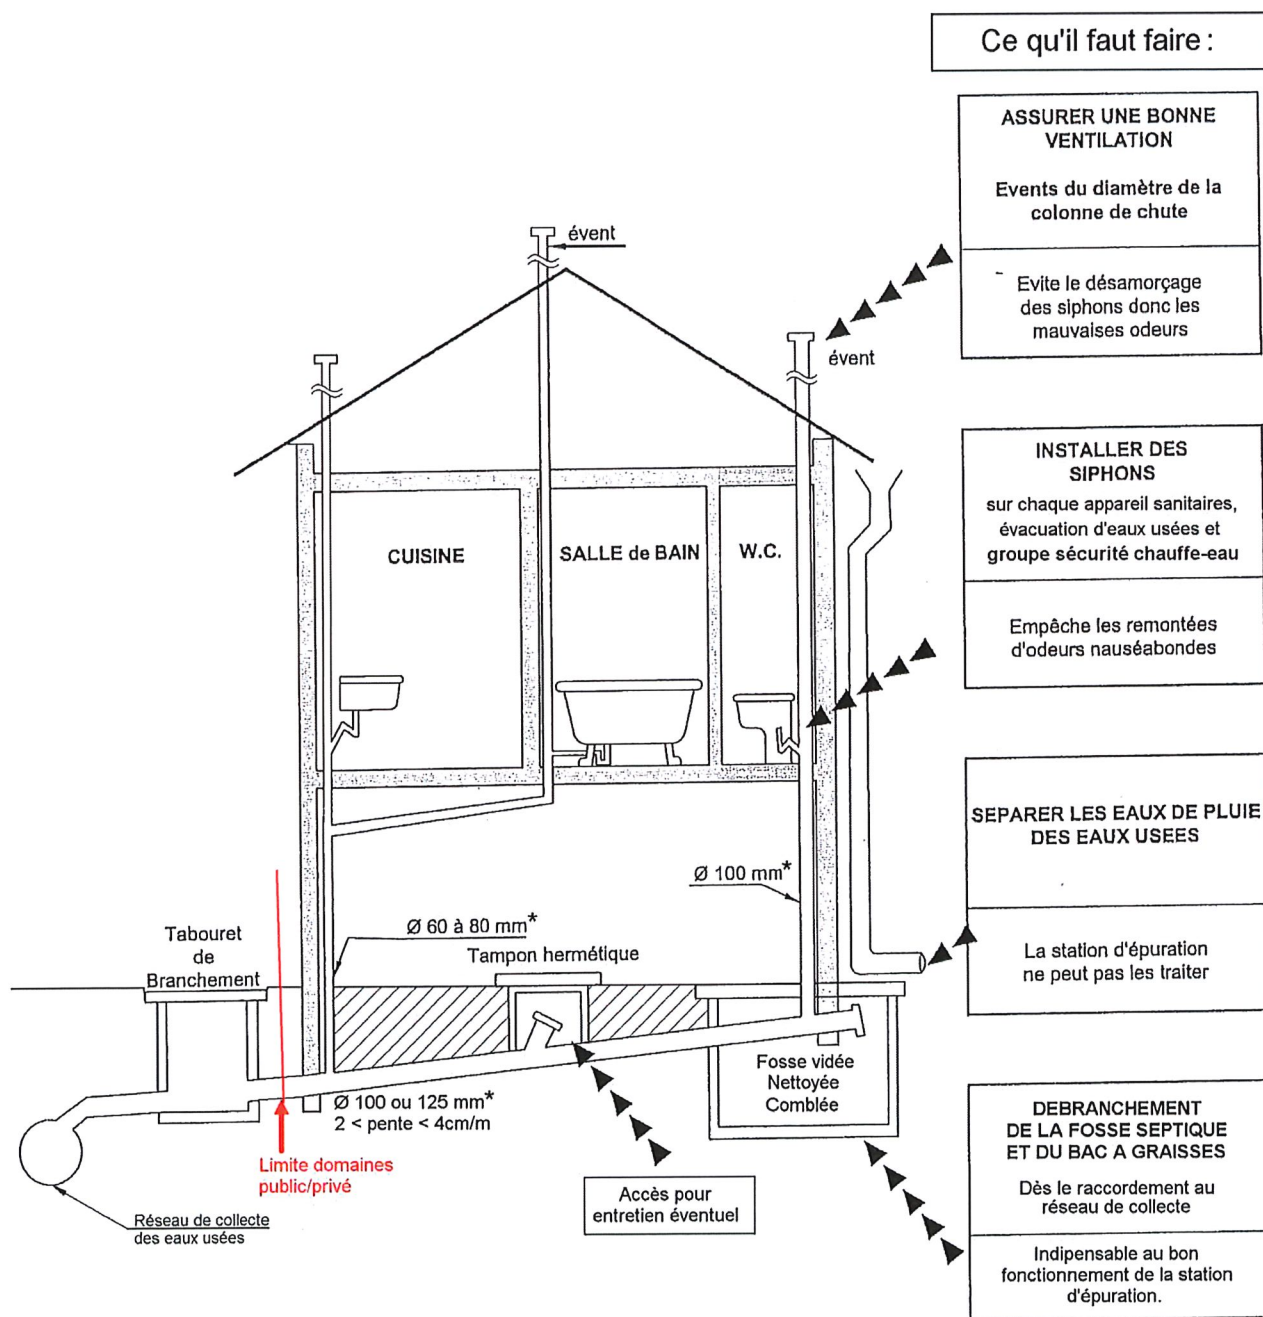 Ce qu'il faut faire :
ASSURER UNE BONNE
VENTILATION
Events du diamètre de la
colonne de chute
Evite le désamorçage
des siphons donc les
mauvaises odeurs
évent
évent
INSTALLER DES
SIPHONS
sur chaque appareil sanitaires,
évacuation d'eaux usées et
groupe sécurité chauffe-eau
Empêche les remontées
d'odeurs nauséabondes
CUISINE
SALLE de BAIN
W.C.
SEPARER LES EAUX DE PLUIE
DES EAUX USEES
La station d'épuration
ne peut pas les traiter
Ø 100 mm*
Ø 60 à 80 mm*
Tampon hermétique
Tabouret
de
Branchement
Fosse vidée
Nettoyée
Comblée
Ø 100 ou 125 mm*
2 < pente < 4cm/m
Limite domaines
public/privé
Accès pour
entretien éventuel
Réseau de collecte
des eaux usées
DEBRANCHEMENT
DE LA FOSSE SEPTIQUE
ET DU BAC A GRAISSES
Dès le raccordement au
réseau de collecte
Indipensable au bon
fonctionnement de la station
d'épuration.